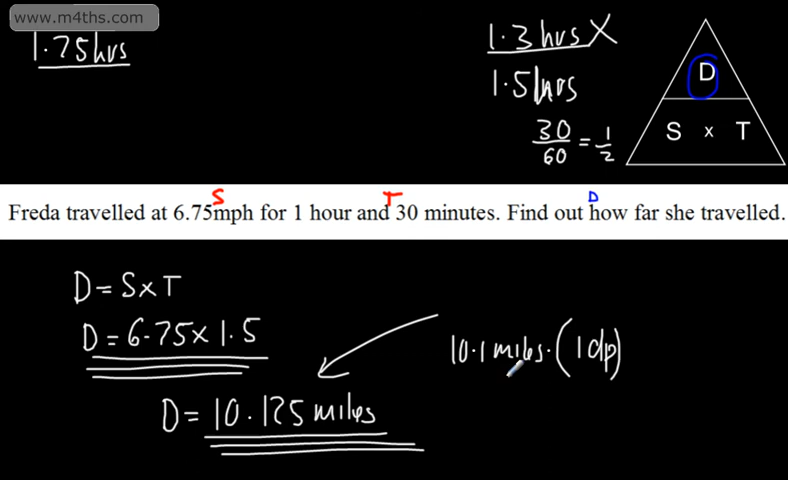 www.m4ths.com
1.75hrs
1.3hrs X
1.5hrs
30/60 = 1/2
D
S x T
S T D
Freda travelled at 6.75mph for 1 hour and 30 minutes. Find out how far she travelled.
D = S x T
D = 6.75 x 1.5
10.1 miles. (1dp)
D = 10.125 miles